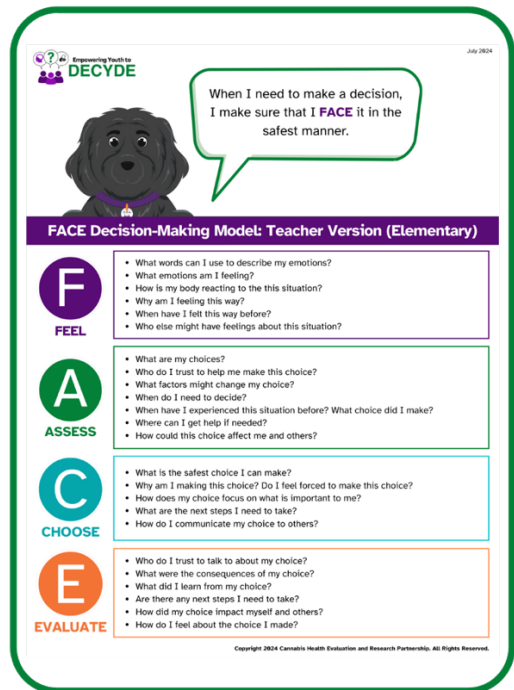 July 2024
Empowering Youth to
DECYDE
When I need to make a decision,
I make sure that I FACE it in the
safest manner.
FACE Decision-Making Model: Teacher Version (Elementary)
F
FEEL
• What words can I use to describe my emotions?
• What emotions am I feeling?
• How is my body reacting to the this situation?
• Why am I feeling this way?
• When have I felt this way before?
• Who else might have feelings about this situation?
A
ASSESS
• What are my choices?
• Who do I trust to help me make this choice?
• What factors might change my choice?
• When do I need to decide?
• When have I experienced this situation before? What choice did I make?
• Where can I get help if needed?
• How could this choice affect me and others?
C
CHOOSE
• What is the safest choice I can make?
• Why am I making this choice? Do I feel forced to make this choice?
• How does my choice focus on what is important to me?
• What are the next steps I need to take?
• How do I communicate my choice to others?
E
EVALUATE
• Who do I trust to talk to about my choice?
• What were the consequences of my choice?
• What did I learn from my choice?
• Are there any next steps I need to take?
• How did my choice impact myself and others?
• How do I feel about the choice I made?
Copyright 2024 Cannabis Health Evaluation and Research Partnership. All Rights Reserved.